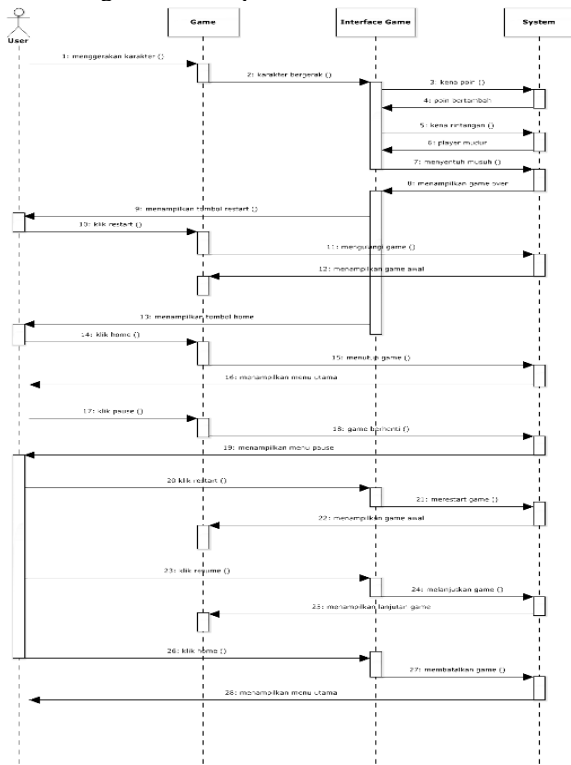 Game
Interface Game
System
User
1: menggerakan karakter ()
2: karakter bergerak ()
3: kena poin ()
4: poin bertambah
5: kena rintangan ()
6: player mudur
7: menyentuh musuh ()
8: menampilkan game over
9: menampilkan tombol restart ()
10: klik restart ()
11: mengulangi game ()
12: menampilkan game awal
13: menampilkan tombol home
14: klik home ()
15: menutup game ()
16: menampilkan menu utama
17: klik pause ()
18: game berhenti ()
19: menampilkan menu pause
20 klik restart ()
21: merestart game ()
22: menampilkan game awal
23: klik resume ()
24: melanjutkan game ()
25: menampilkan lanjutan game
26: klik home ()
27: membatalkan game ()
28: menampilkan menu utama